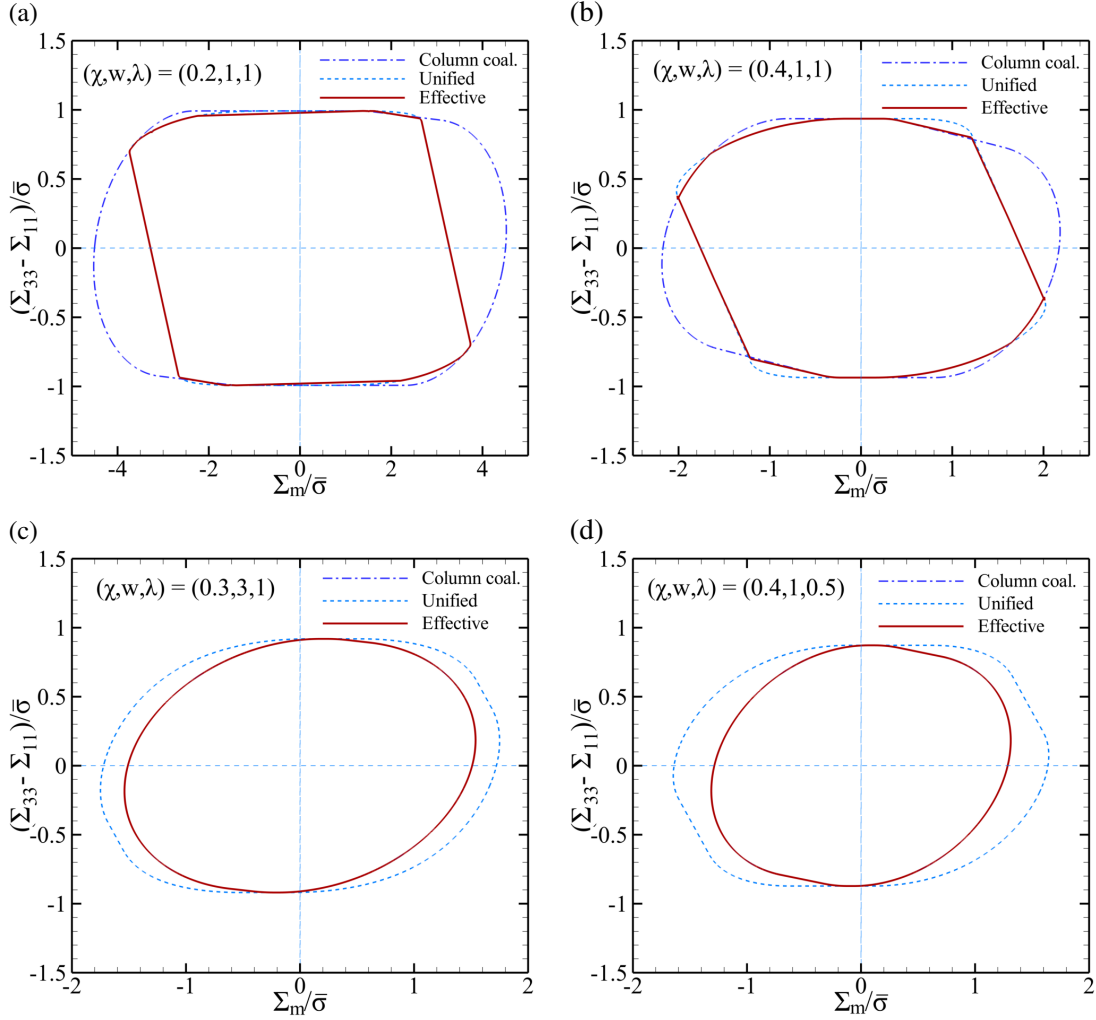 (a)
(χ,w,λ) = (0.2,1,1)
Column coal.
Unified
Effective
1.5
1
0.5
0
-0.5
-1
-1.5
(Σ33- Σ11)/σ̄
-4
-2
0
2
4
Σm/σ̄
(b)
(χ,w,λ) = (0.4,1,1)
Column coal.
Unified
Effective
1.5
1
0.5
0
-0.5
-1
-1.5
(Σ33- Σ11)/σ̄
-2
-1
0
1
2
Σm/σ̄
(c)
(χ,w,λ) = (0.3,3,1)
Column coal.
Unified
Effective
1.5
1
0.5
0
-0.5
-1
-1.5
(Σ33- Σ11)/σ̄
-2
-1
0
1
2
Σm/σ̄
(d)
(χ,w,λ) = (0.4,1,0.5)
Column coal.
Unified
Effective
1.5
1
0.5
0
-0.5
-1
-1.5
(Σ33- Σ11)/σ̄
-2
-1
0
1
2
Σm/σ̄